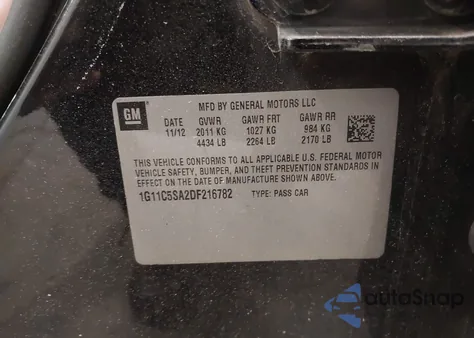 GM
MFD BY GENERAL MOTORS LLC
DATE GVWR GAWR FRT GAWR RR
11/12 2011 KG 1027 KG 984 KG
4434 LB 2264 LB 2170 LB
THIS VEHICLE CONFORMS TO ALL APPLICABLE U.S. FEDERAL MOTOR
VEHICLE SAFETY, BUMPER, AND THEFT PREVENTION STANDARDS IN
EFFECT ON THE DATE OF MANUFACTURE SHOWN ABOVE.
1G11C5SA2DF216782 TYPE: PASS CAR
autoSnap